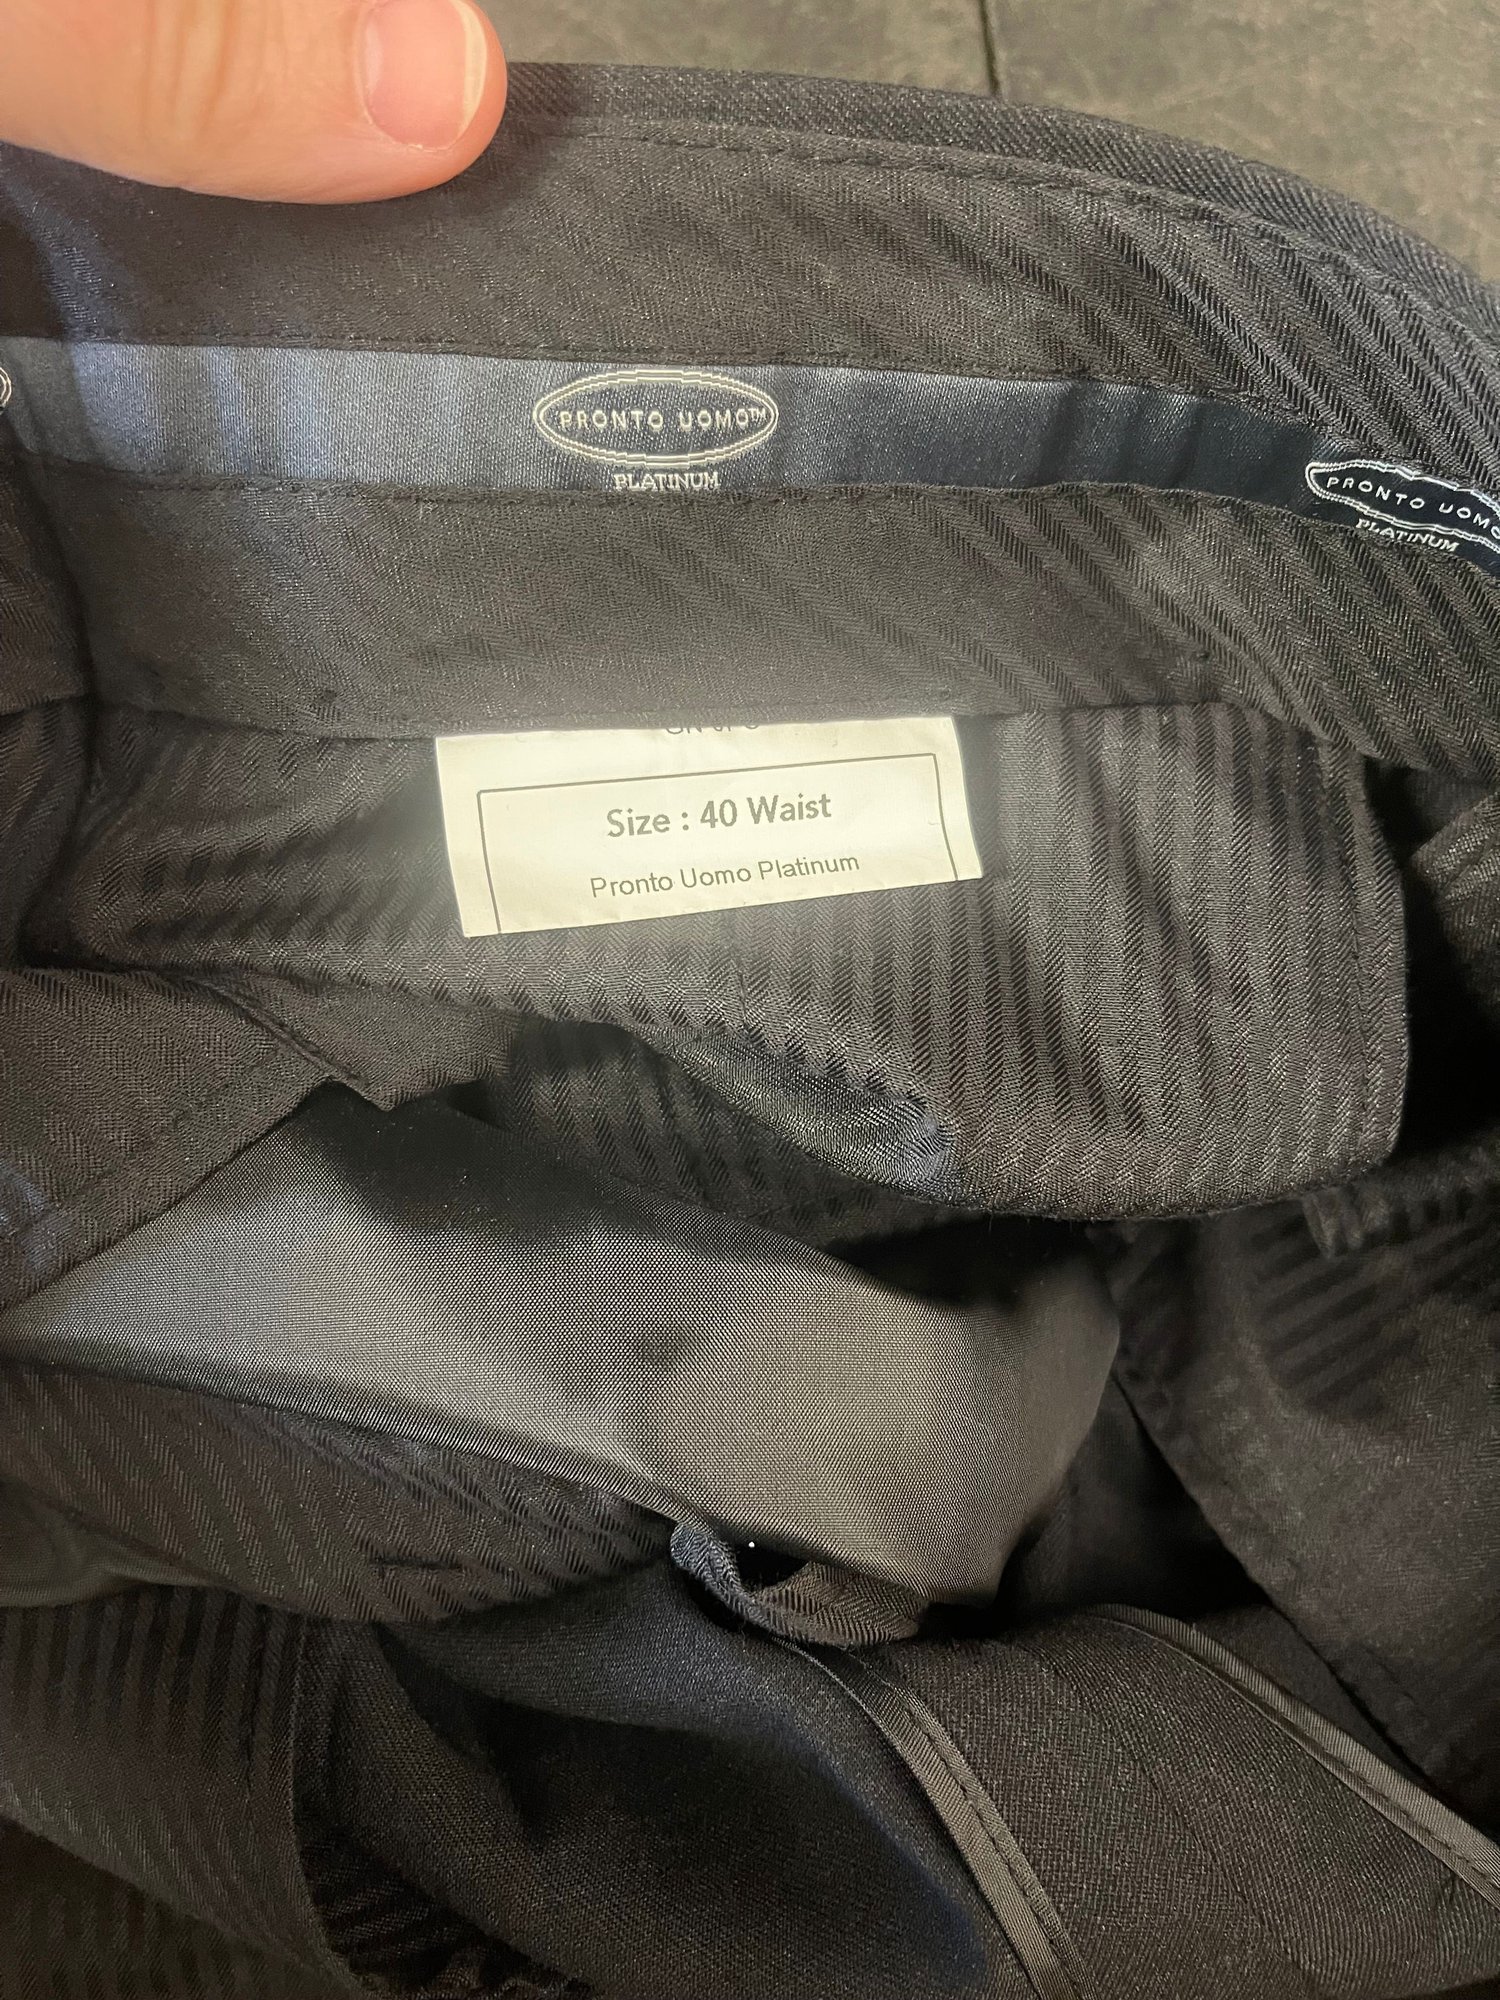 PRONTO UOMO™
PLATINUM
PRONTO UOMO
PLATINUM
Size : 40 Waist
Pronto Uomo Platinum